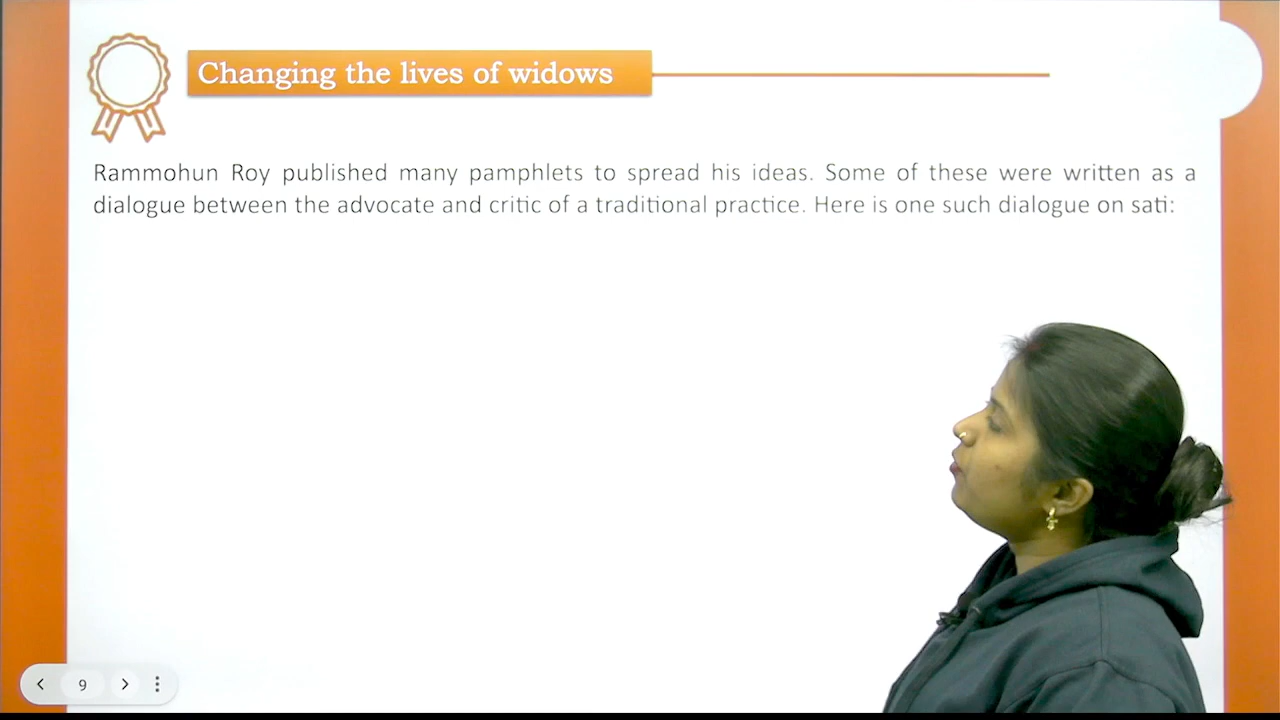 Changing the lives of widows
Rammohun Roy published many pamphlets to spread his ideas. Some of these were written as a
dialogue between the advocate and critic of a traditional practice. Here is one such dialogue on sati:
9